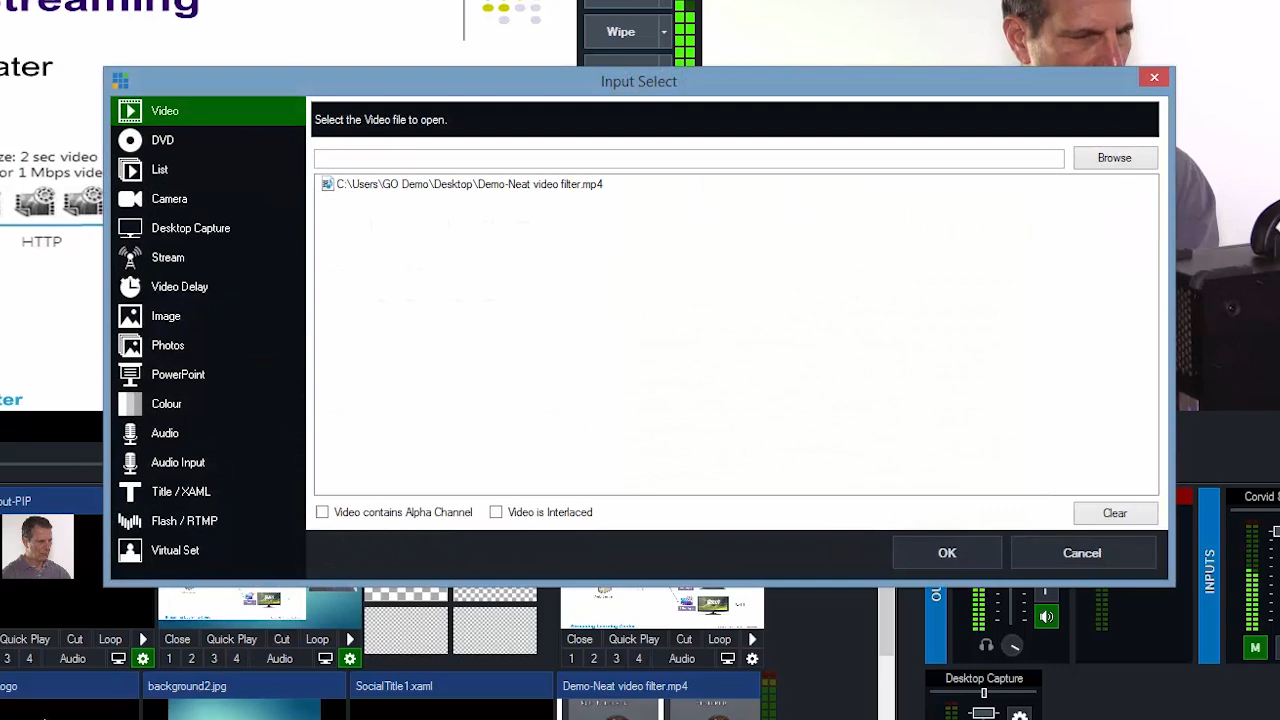 treaming
Wipe
ater
Input Select
Video
Select the Video file to open.
DVD
ze: 2 sec video
Browse
List
or 1 Mbps vide
C:\Users\GO Demo\Desktop\Demo-Neat video filter.mp4
Camera
Desktop Capture
HTTP
Stream
Video Delay
Image
Photos
PowerPoint
ter
Colour
Audio
Audio Input
Title / XAML
out-PIP
Corvid
Video contains Alpha Channel
Video is Interlaced
Clear
Flash / RTMP
Virtual Set
OK
Cancel
INPUTS
Quick Play Cut Loop
Close Quick Play Cut Loop
Close Quick Play Cut Loop
3 4 Audio
1 2 3 4 Audio
1 2 3 4 Audio
M
Desktop Capture
ogo
background2.jpg
SocialTitle1.xaml
Demo-Neat video filter.mp4